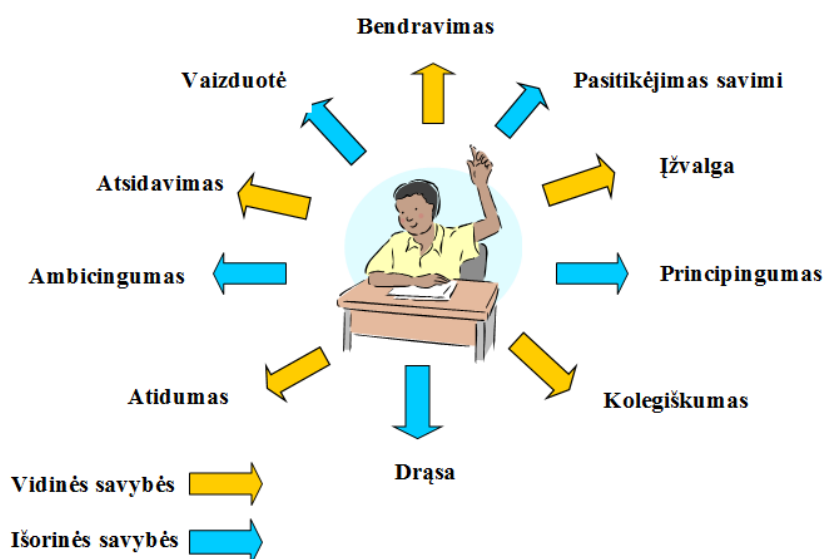 Bendravimas
Vaizduotė
Pasitikėjimas savimi
Įžvalga
Atsidavimas
Ambicingumas
Principingumas
Atidumas
Kolegiškumas
Drąsa
Vidinės savybės
Išorinės savybės